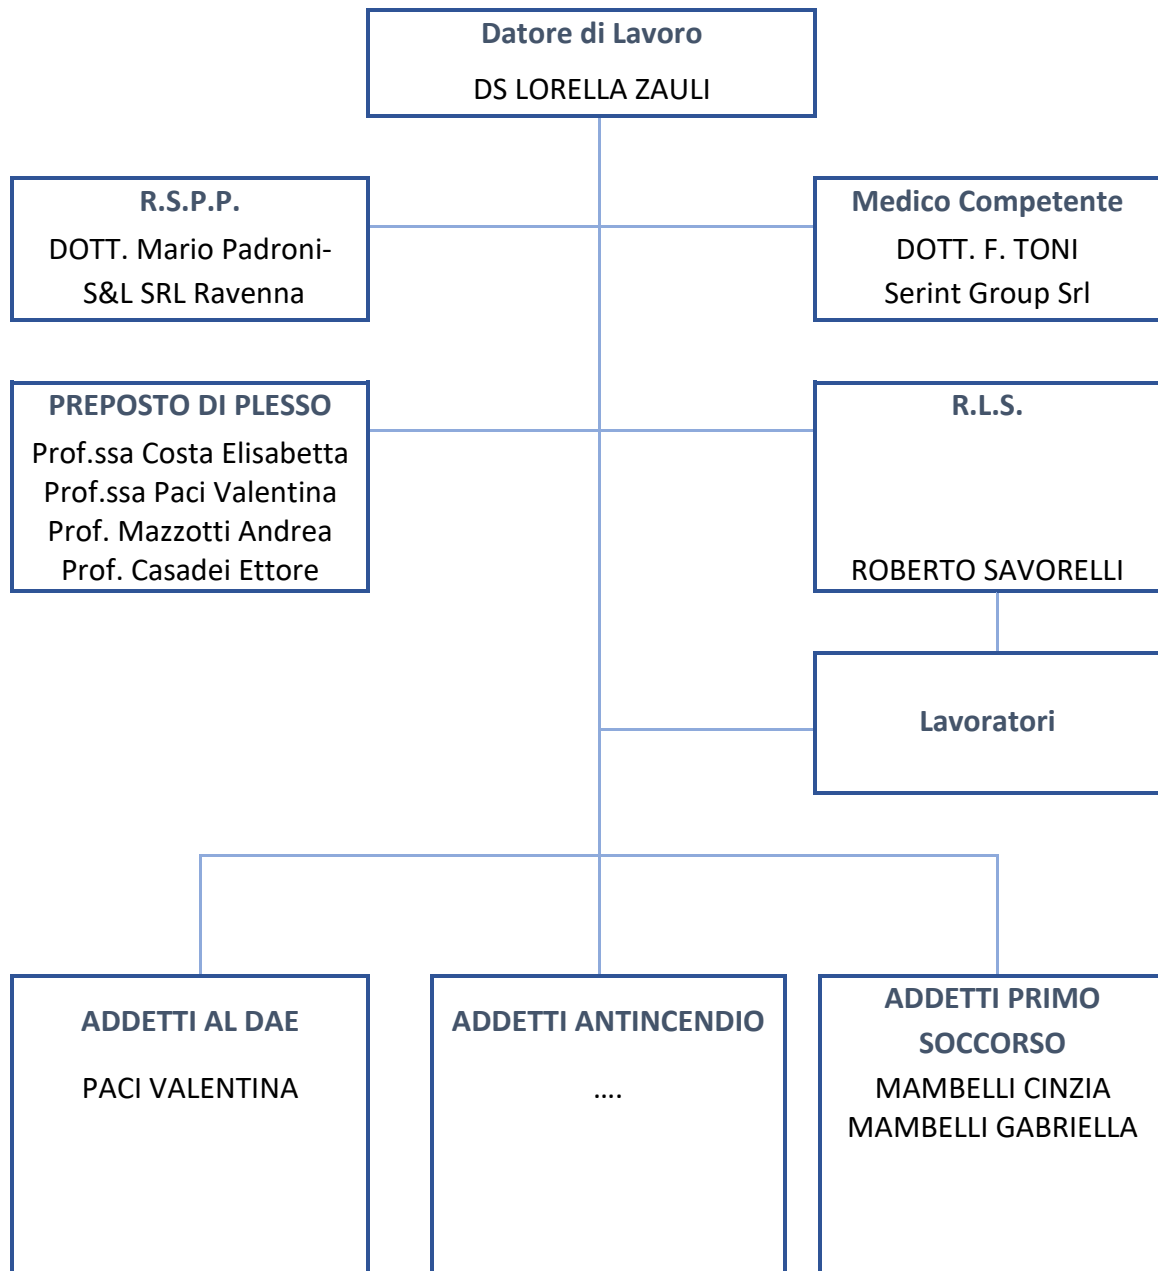 Datore di Lavoro
DS LORELLA ZAULI
R.S.P.P.
DOTT. Mario Padroni-
S&L SRL Ravenna
Medico Competente
DOTT. F. TONI
Serint Group Srl
PREPOSTO DI PLESSO
Prof.ssa Costa Elisabetta
Prof.ssa Paci Valentina
Prof. Mazzotti Andrea
Prof. Casadei Ettore
R.L.S.
ROBERTO SAVORELLI
Lavoratori
ADDETTI AL DAE
PACI VALENTINA
ADDETTI ANTINCENDIO
....
ADDETTI PRIMO
SOCCORSO
MAMBELLI CINZIA
MAMBELLI GABRIELLA